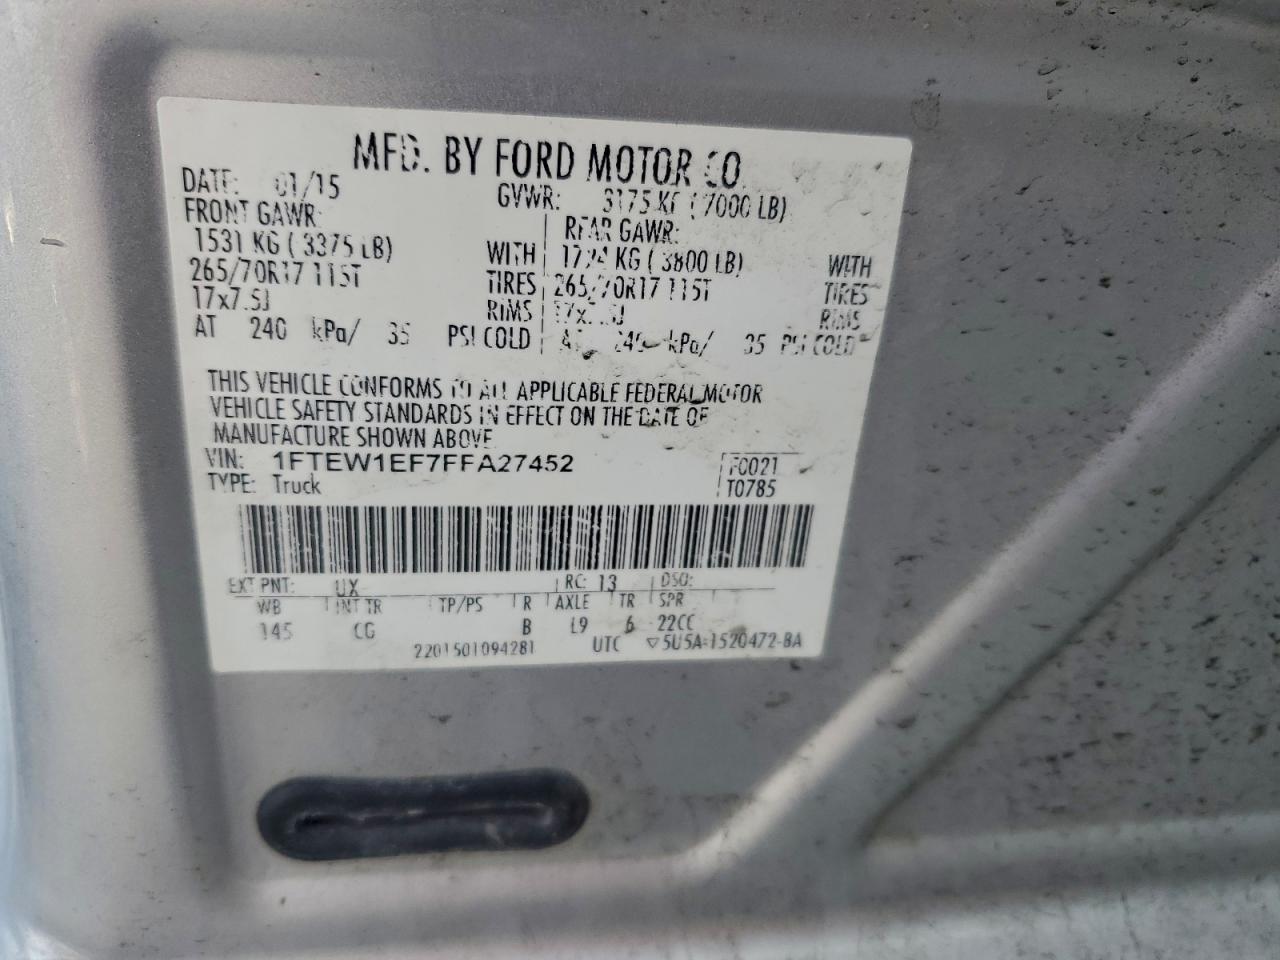 MFD. BY FORD MOTOR CO.
DATE: 01/15 GVWR: 3175 KG (7000 LB)
FRONT GAWR: REAR GAWR:
1531 KG (3375 LB) WITH 1724 KG (3800 LB) WITH
265/70R17 115T TIRES 265/70R17 115T TIRES
17x7.5J RIMS 17x7.5J RIMS
AT 240 kPa/ 35 PSI COLD AT 240 kPa/ 35 PSI COLD
THIS VEHICLE CONFORMS TO ALL APPLICABLE FEDERAL MOTOR
VEHICLE SAFETY STANDARDS IN EFFECT ON THE DATE OF
MANUFACTURE SHOWN ABOVE.
VIN: 1FTEW1EF7FFA27452 F0021
TYPE: Truck T0785
EXT PNT: UX RC: 13 DSO:
WB INT TR TP/PS R AXLE TR SPR
145 CG B L9 6 22CC
2201501094281 UTC ▽5U5A-1520472-BA